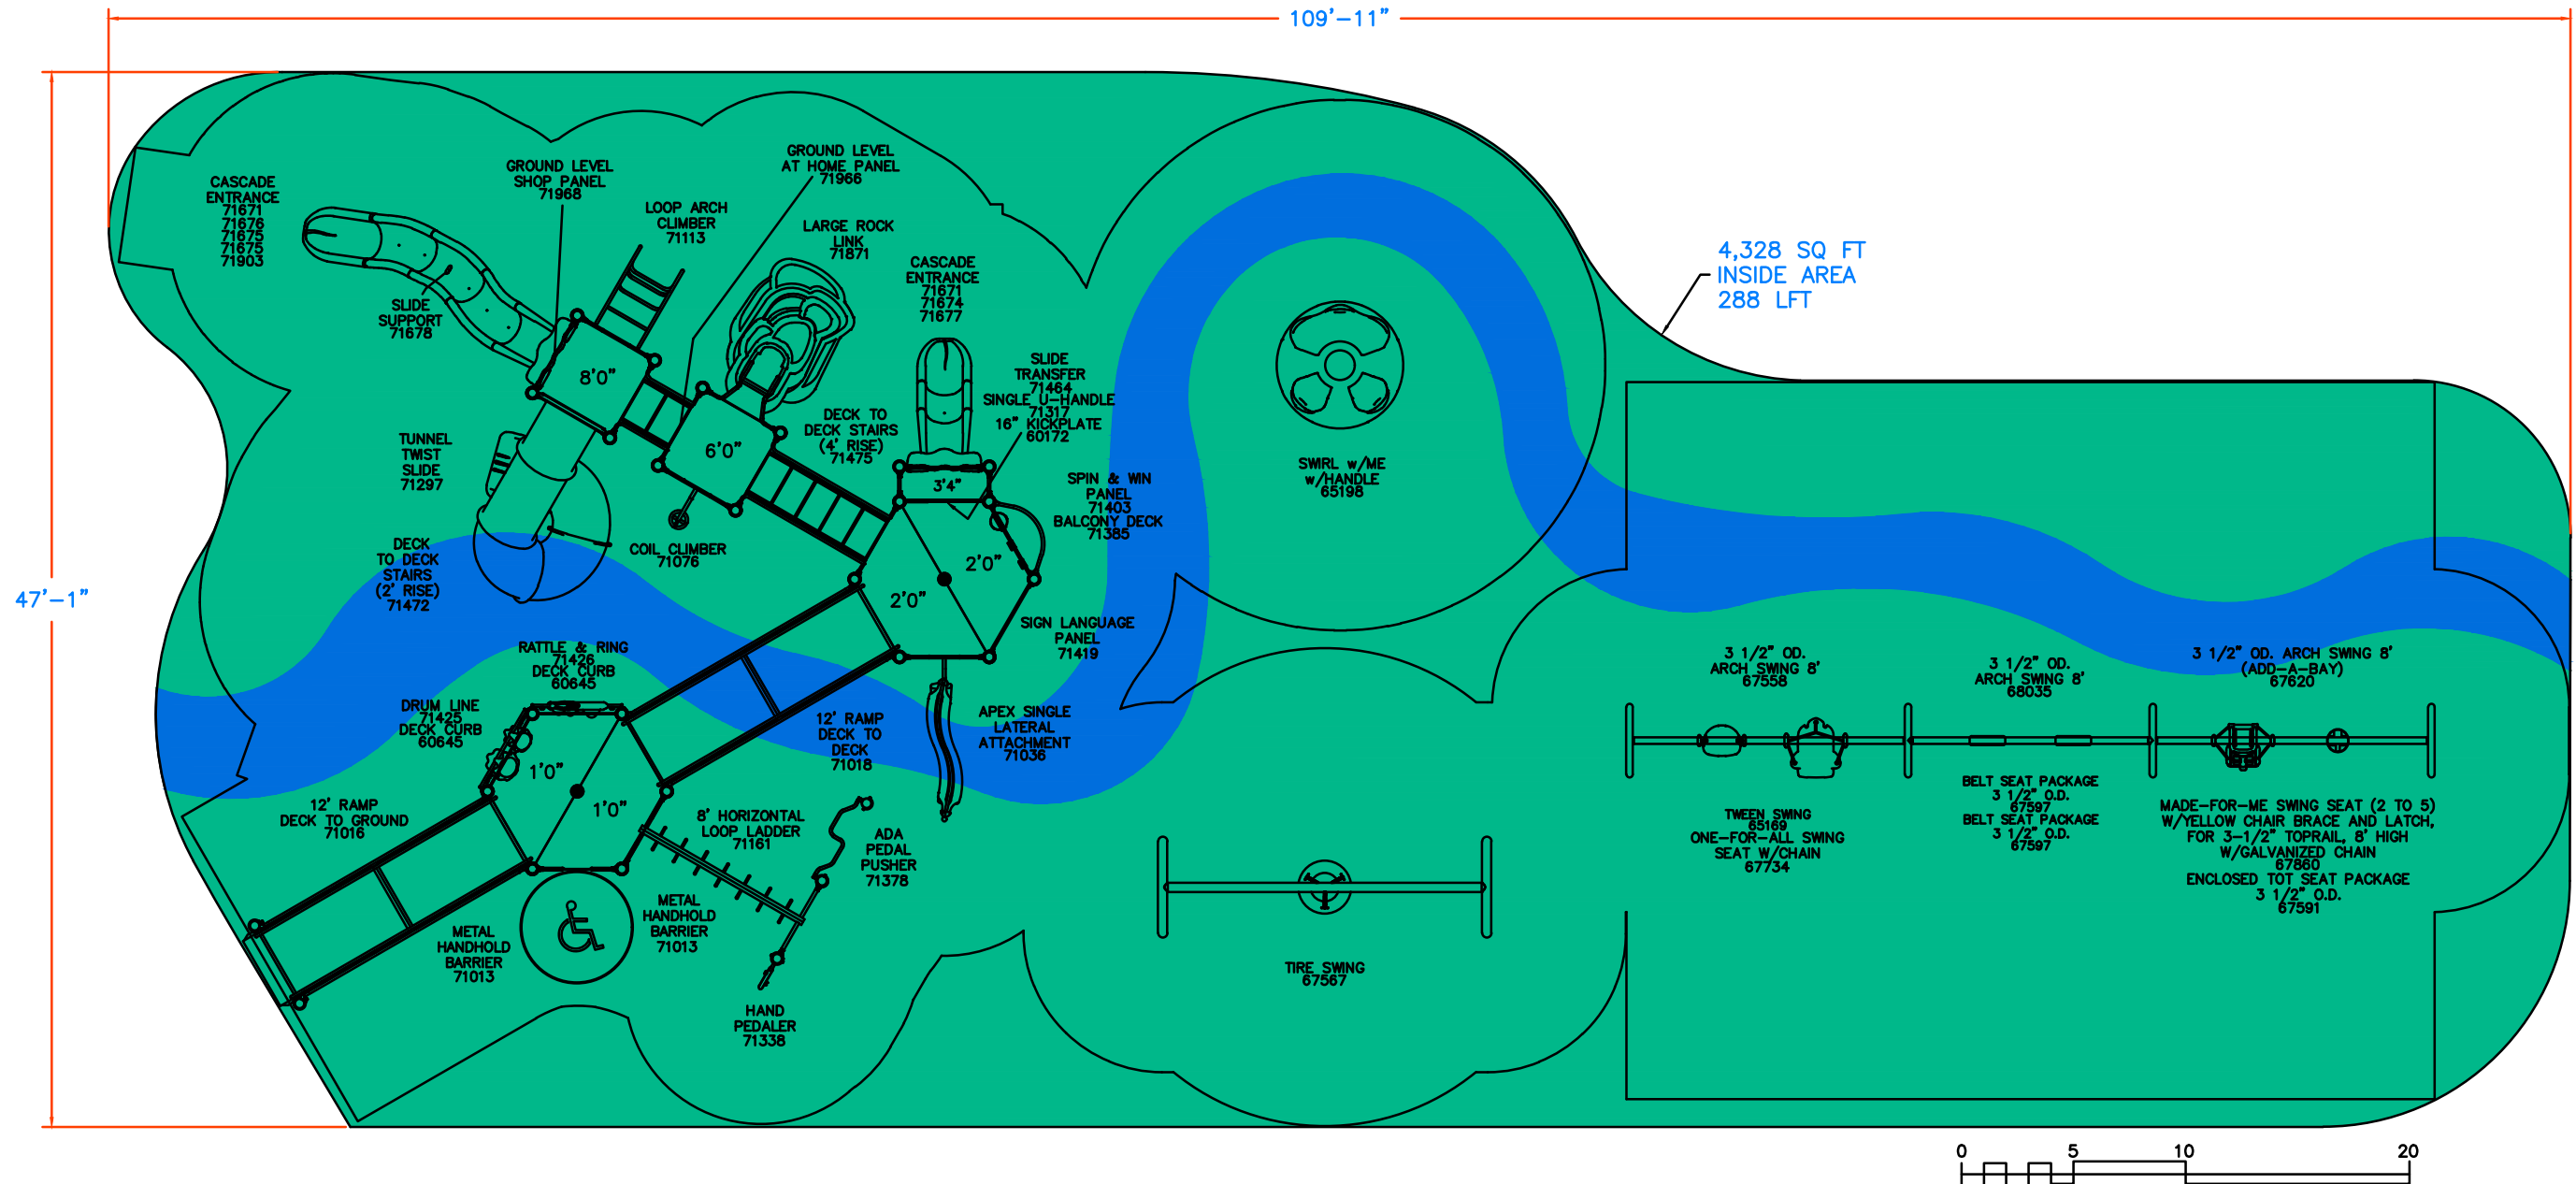 109'-11"
47'-1"
4,328 SQ FT
INSIDE AREA
288 LFT
CASCADE
ENTRANCE
71671
71676
71675
71675
71903
GROUND LEVEL
SHOP PANEL
71968
GROUND LEVEL
AT HOME PANEL
71966
LOOP ARCH
CLIMBER
71113
LARGE ROCK
LINK
71871
CASCADE
ENTRANCE
71671
71674
71677
SLIDE
SUPPORT
71678
8'0"
6'0"
SLIDE
TRANSFER
71464
SINGLE U-HANDLE
71317
16" KICKPLATE
60172
DECK TO
DECK STAIRS
(4' RISE)
71475
TUNNEL
TWIST
SLIDE
71297
3'4"
SPIN & WIN
PANEL
71403
BALCONY DECK
71385
SWIRL w/ME
w/HANDLE
65198
DECK
TO DECK
STAIRS
(2' RISE)
71472
COIL CLIMBER
71076
2'0"
2'0"
SIGN LANGUAGE
PANEL
71419
RATTLE & RING
71426
DECK CURB
60645
DRUM LINE
71425
DECK CURB
60645
12' RAMP
DECK TO
DECK
71018
APEX SINGLE
LATERAL
ATTACHMENT
71036
1'0"
1'0"
12' RAMP
DECK TO GROUND
71016
8' HORIZONTAL
LOOP LADDER
71161
ADA
PEDAL
PUSHER
71378
METAL
HANDHOLD
BARRIER
71013
METAL
HANDHOLD
BARRIER
71013
HAND
PEDALER
71338
TIRE SWING
67567
3 1/2" OD.
ARCH SWING 8'
67558
3 1/2" OD.
ARCH SWING 8'
68035
3 1/2" OD. ARCH SWING 8'
(ADD-A-BAY)
67620
TWEEN SWING
65169
ONE-FOR-ALL SWING
SEAT W/CHAIN
67734
BELT SEAT PACKAGE
3 1/2" O.D.
67597
BELT SEAT PACKAGE
3 1/2" O.D.
67597
MADE-FOR-ME SWING SEAT (2 TO 5)
W/YELLOW CHAIR BRACE AND LATCH,
FOR 3-1/2" TOPRAIL, 8' HIGH
W/GALVANIZED CHAIN
67860
ENCLOSED TOT SEAT PACKAGE
3 1/2" O.D.
67591
0 5 10 20